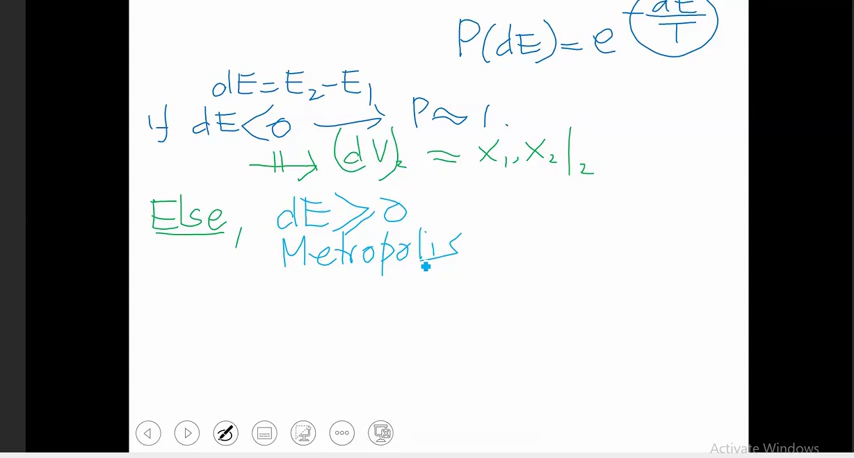 P(dE) = e^{-dE/T}
dE = E₂ - E₁
if dE < 0 → P ≈ 1.
(dV)₂ ≈ x₁, x₂|₂
Else, dE ⩾ 0
Metropolis
Activate Windows